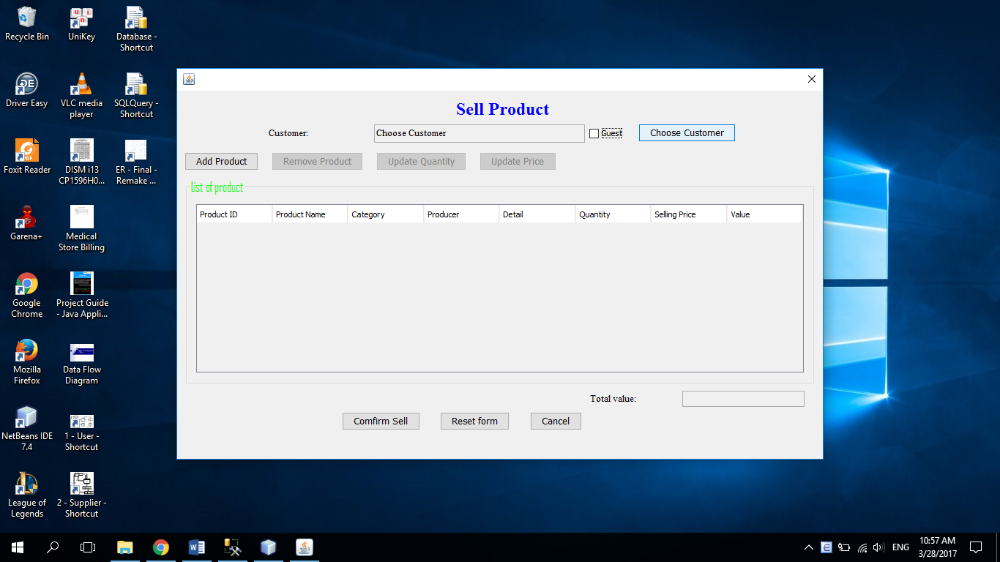 Recycle Bin
UniKey
Database -
Shortcut
Driver Easy
VLC media
player
SQLQuery -
Shortcut
Foxit Reader
DISM i13
CP1596H0...
ER - Final -
Remake ...
Garena+
Medical
Store Billing
Google
Chrome
Project Guide
- Java Appli...
Mozilla
Firefox
Data Flow
Diagram
NetBeans IDE
7.4
1 - User -
Shortcut
League of
Legends
2 - Supplier -
Shortcut
Sell Product
Customer:
Choose Customer
Guest
Choose Customer
Add Product
Remove Product
Update Quantity
Update Price
List of product
Product ID
Product Name
Category
Producer
Detail
Quantity
Selling Price
Value
Total value:
Comfirm Sell
Reset form
Cancel
ENG
10:57 AM
3/28/2017